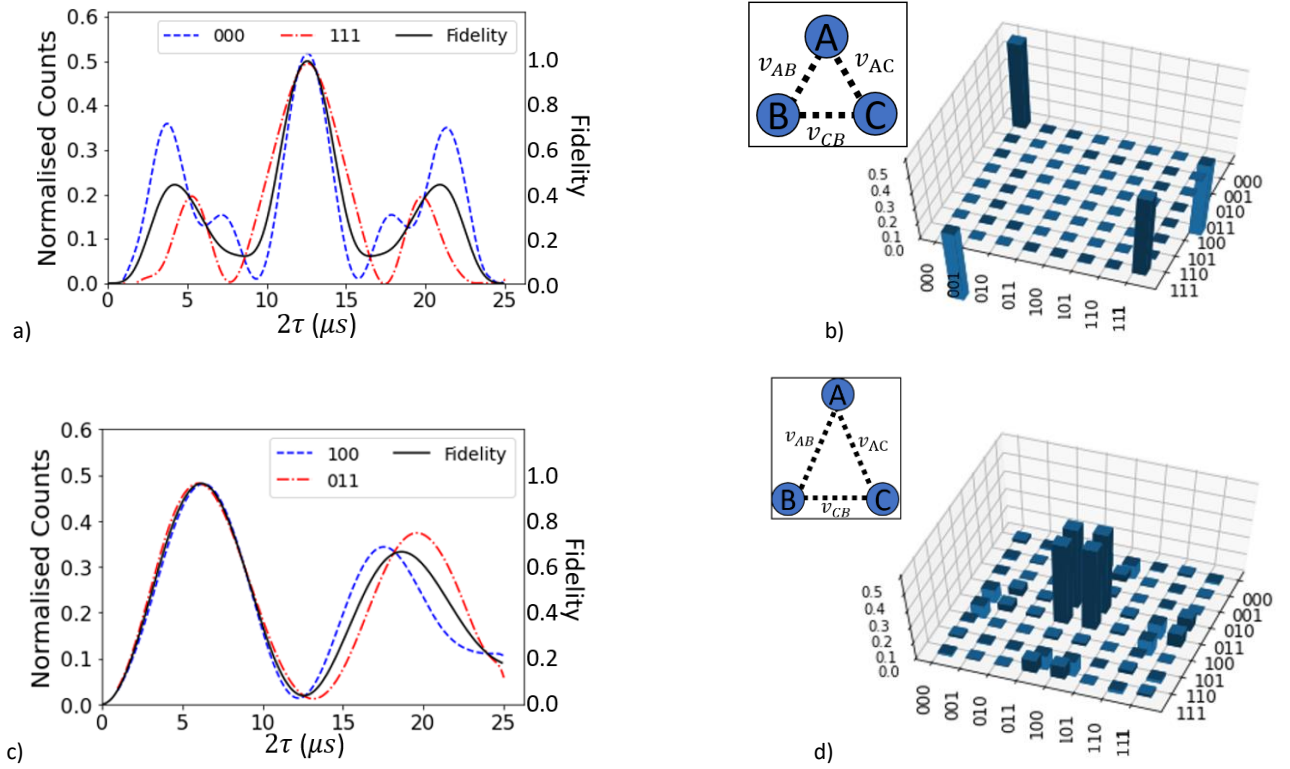 0.6
0.5
0.4
0.3
0.2
0.1
0.0
Normalised Counts
000 111 Fidelity
1.0
0.8
0.6
0.4
0.2
0.0
Fidelity
0 5 10 15 20 25
2τ (μs)
a)
A
B
C
v_AB
v_AC
v_CB
0.5
0.4
0.3
0.2
0.1
0.0
000 001 010 011 100 101 110 111
000
001
010
011
100
101
110
111
b)
0.6
0.5
0.4
0.3
0.2
0.1
0.0
Normalised Counts
100 Fidelity
011
1.0
0.8
0.6
0.4
0.2
0.0
Fidelity
0 5 10 15 20 25
2τ (μs)
c)
A
B
C
v_AB
v_AC
v_CB
0.5
0.4
0.3
0.2
0.1
0.0
000 001 010 011 100 101 110 111
000
001
010
011
100
101
110
111
d)